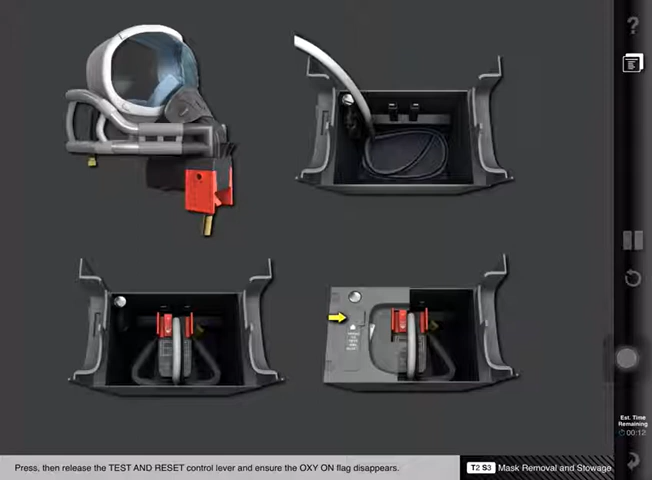 Est. Time
Remaining
00:12
Press, then release the TEST AND RESET control lever and ensure the OXY ON flag disappears.
T2 S3 Mask Removal and Stowage